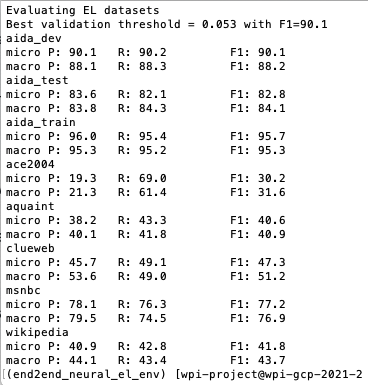 Evaluating EL datasets
Best validation threshold = 0.053 with F1=90.1
aida_dev
micro P: 90.1 R: 90.2 F1: 90.1
macro P: 88.1 R: 88.3 F1: 88.2
aida_test
micro P: 83.6 R: 82.1 F1: 82.8
macro P: 83.8 R: 84.3 F1: 84.1
aida_train
micro P: 96.0 R: 95.4 F1: 95.7
macro P: 95.3 R: 95.2 F1: 95.3
ace2004
micro P: 19.3 R: 69.0 F1: 30.2
macro P: 21.3 R: 61.4 F1: 31.6
aquaint
micro P: 38.2 R: 43.3 F1: 40.6
macro P: 40.1 R: 41.8 F1: 40.9
clueweb
micro P: 45.7 R: 49.1 F1: 47.3
macro P: 53.6 R: 49.0 F1: 51.2
msnbc
micro P: 78.1 R: 76.3 F1: 77.2
macro P: 79.5 R: 74.5 F1: 76.9
wikipedia
micro P: 40.9 R: 42.8 F1: 41.8
macro P: 44.1 R: 43.4 F1: 43.7
(end2end_neural_el_env) [wpi-project@wpi-gcp-2021-2